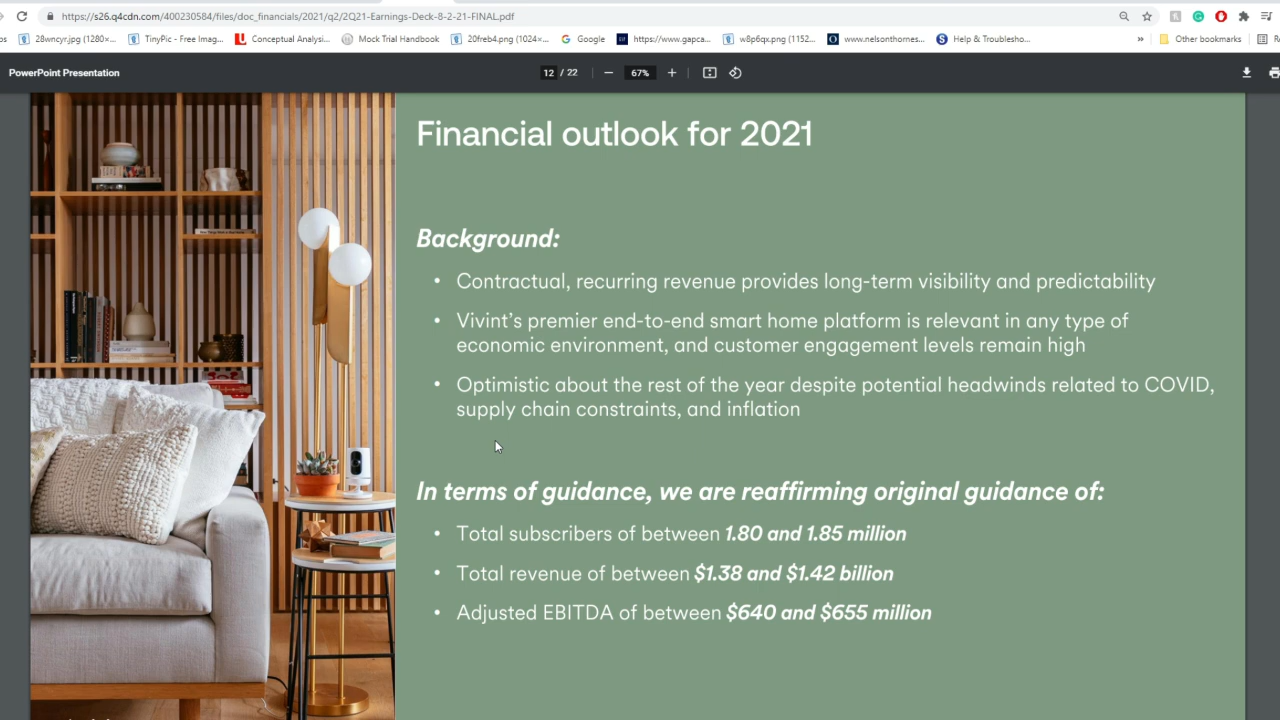 https://s26.q4cdn.com/400230584/files/doc_financials/2021/q2/2Q21-Earnings-Deck-8-2-21-FINAL.pdf
28wncyr.jpg (1280×... TinyPic - Free Imag... Conceptual Analysi... Mock Trial Handbook 20freb4.png (1024×... Google https://www.gapca... w8p6qx.png (1152... www.nelsonthornes... Help & Troublesho... » Other bookmarks
PowerPoint Presentation 12 / 22 67%
Financial outlook for 2021
Background:
• Contractual, recurring revenue provides long-term visibility and predictability
• Vivint's premier end-to-end smart home platform is relevant in any type of
economic environment, and customer engagement levels remain high
• Optimistic about the rest of the year despite potential headwinds related to COVID,
supply chain constraints, and inflation
In terms of guidance, we are reaffirming original guidance of:
• Total subscribers of between 1.80 and 1.85 million
• Total revenue of between $1.38 and $1.42 billion
• Adjusted EBITDA of between $640 and $655 million